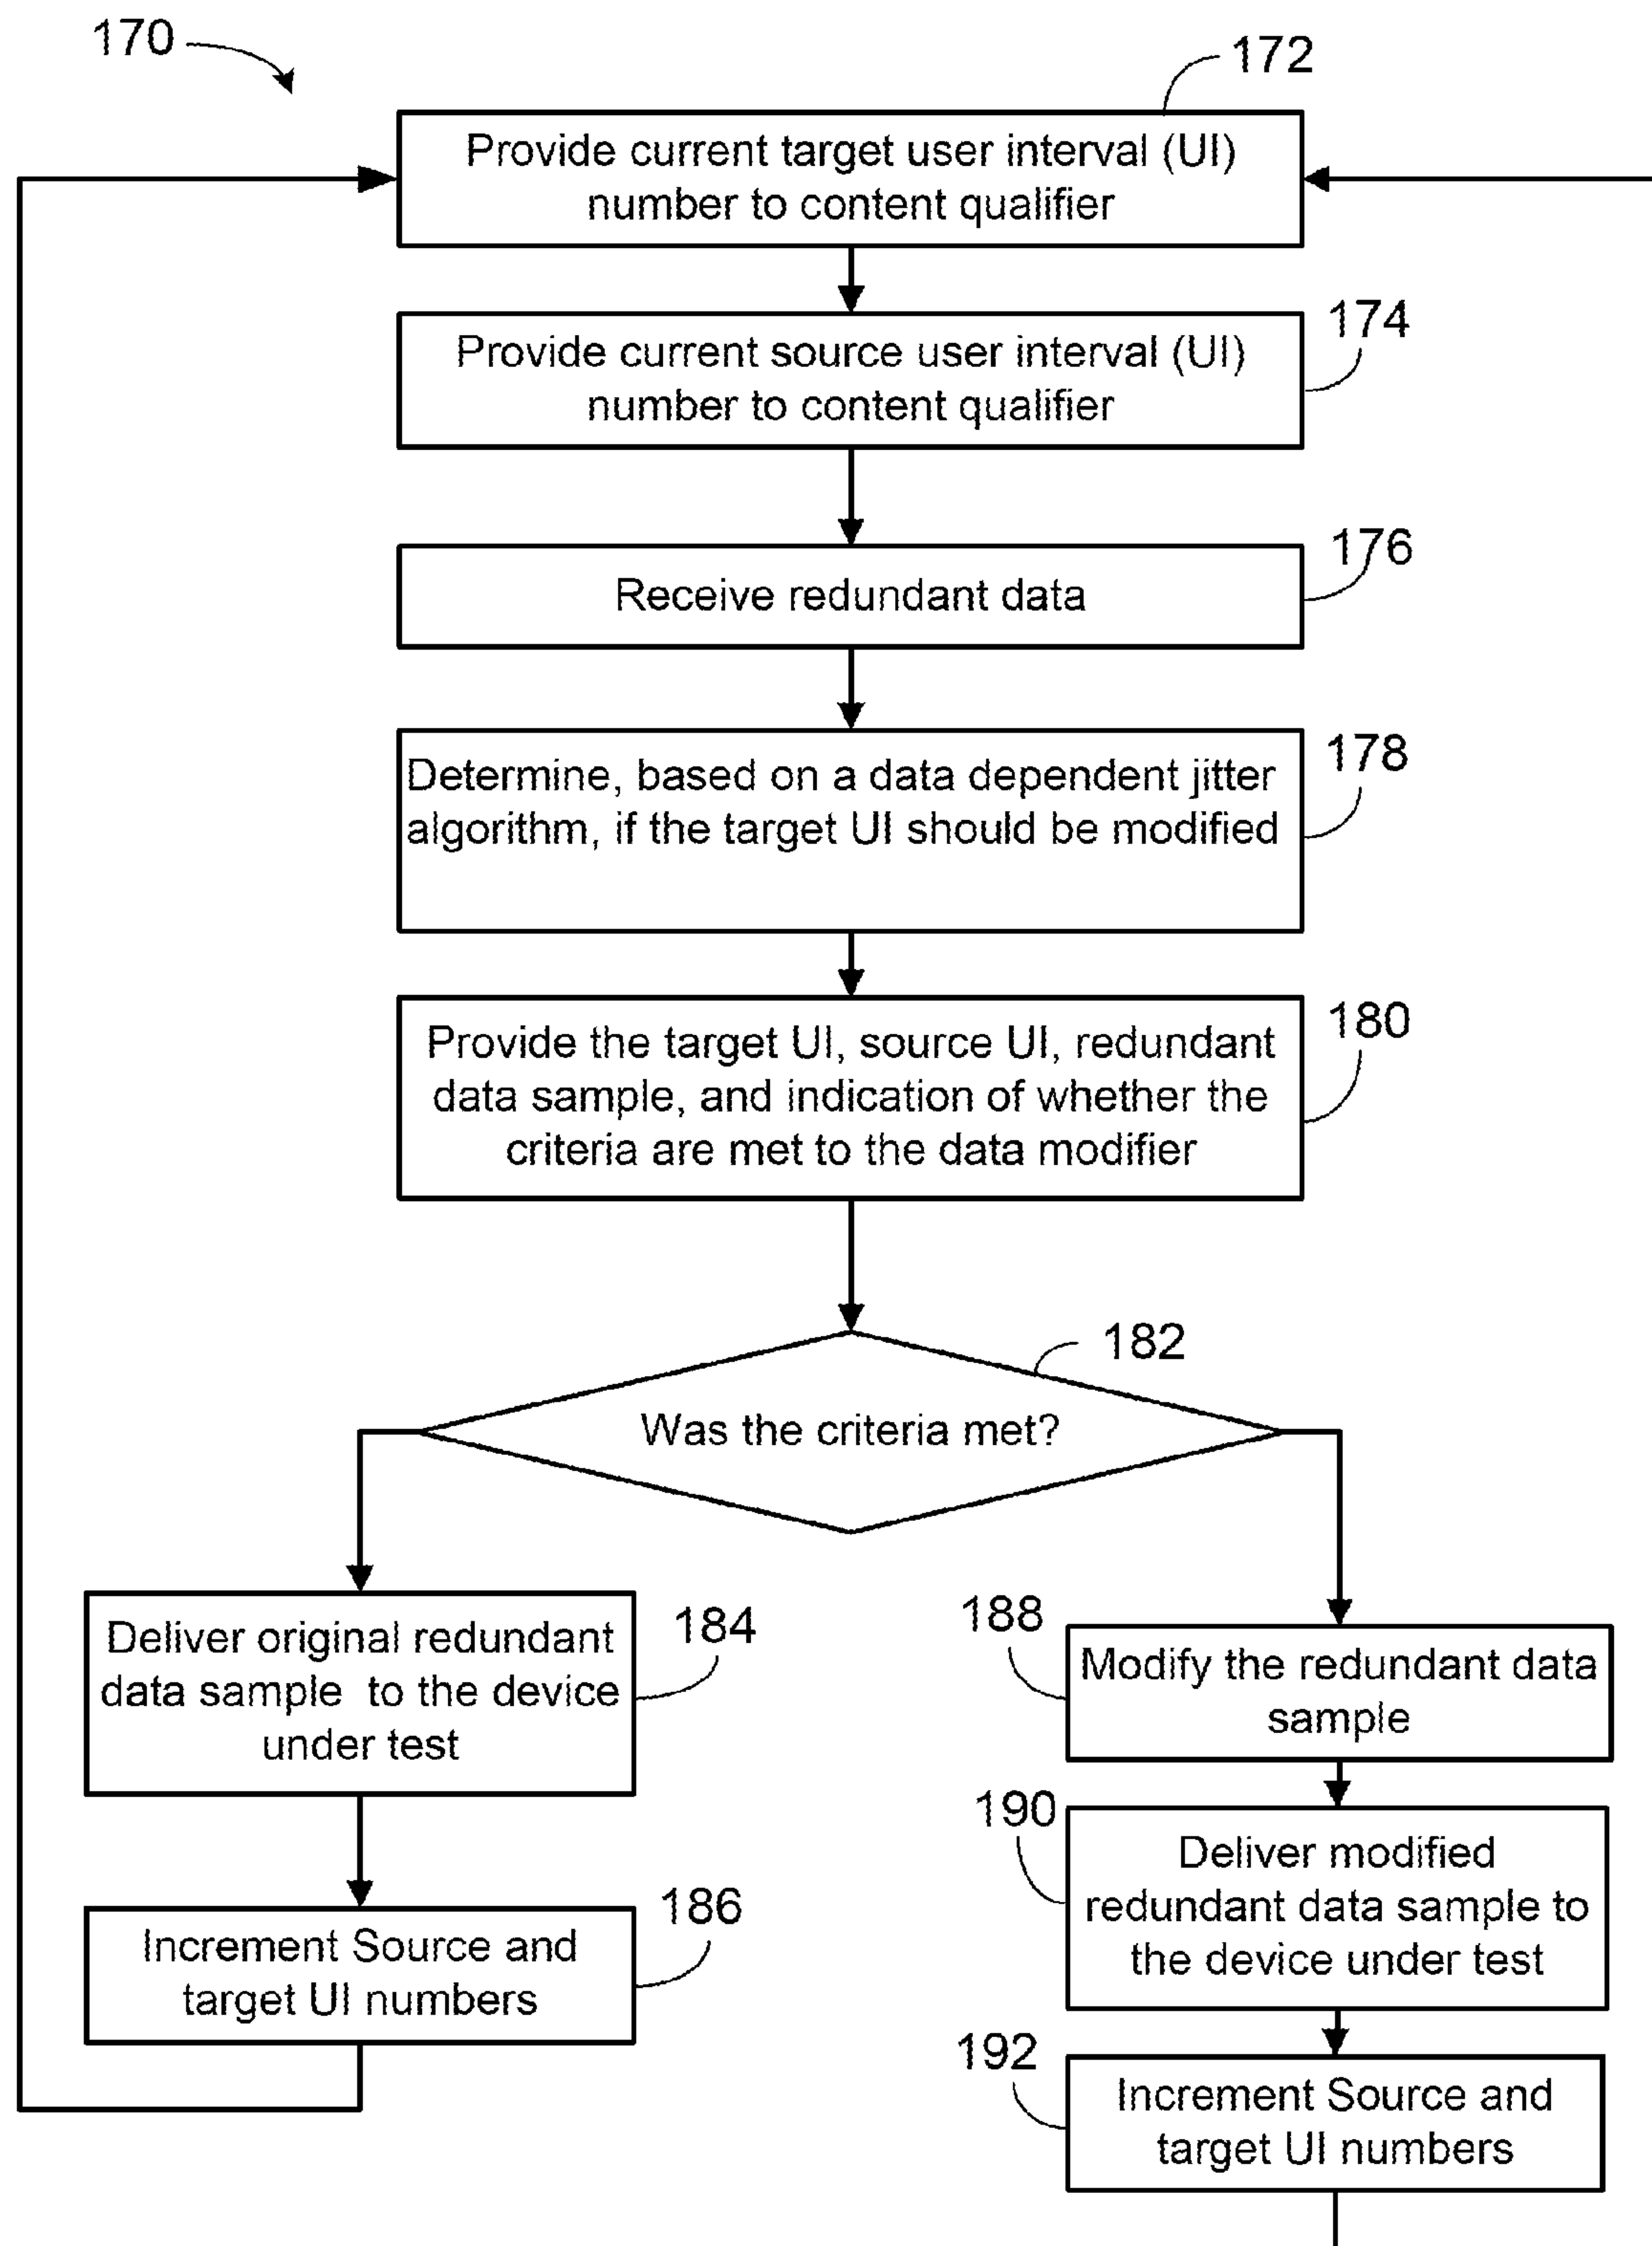 170
172
Provide current target user interval (UI)
number to content qualifier
174
Provide current source user interval (UI)
number to content qualifier
176
Receive redundant data
178
Determine, based on a data dependent jitter
algorithm, if the target UI should be modified
180
Provide the target UI, source UI, redundant
data sample, and indication of whether the
criteria are met to the data modifier
182
Was the criteria met?
184
Deliver original redundant
data sample to the device
under test
186
Increment Source and
target UI numbers
188
Modify the redundant data
sample
190
Deliver modified
redundant data sample to
the device under test
192
Increment Source and
target UI numbers